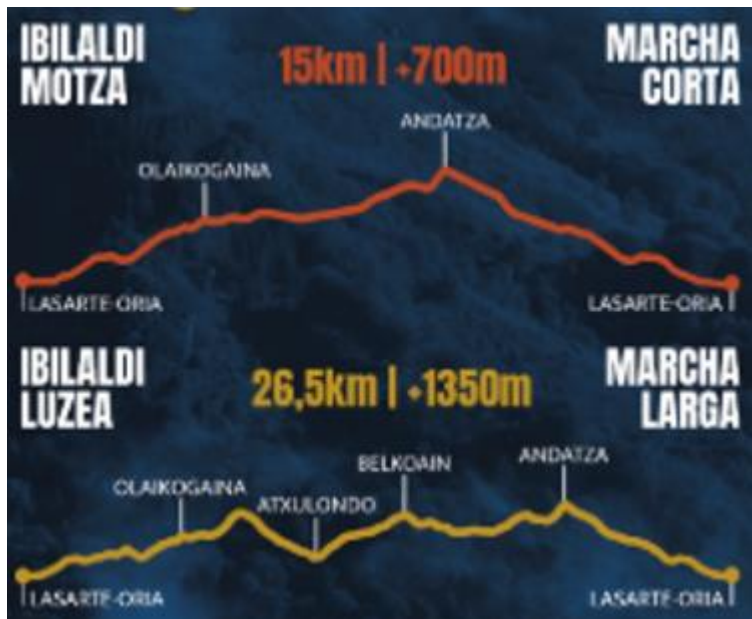 IBILALDI
MOTZA
15km | +700m
MARCHA
CORTA
ANDATZA
OLAIKOGAINA
LASARTE-ORIA
LASARTE-ORIA
IBILALDI
LUZEA
26,5km | +1350m
MARCHA
LARGA
BELKOAIN
ANDATZA
OLAIKOGAINA
ATXULONDO
LASARTE-ORIA
LASARTE-ORIA